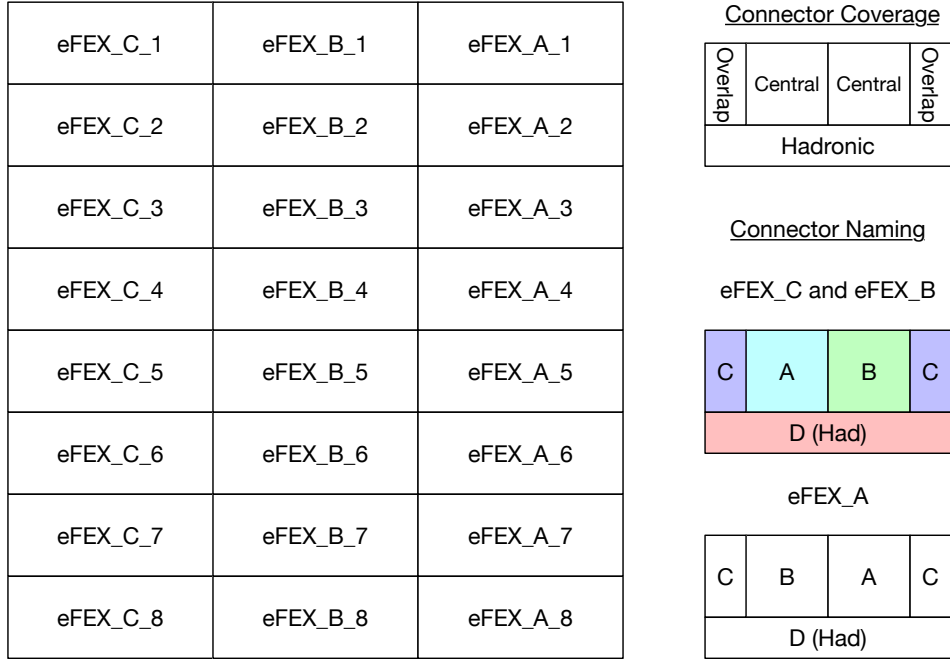 eFEX_C_1 eFEX_B_1 eFEX_A_1
eFEX_C_2 eFEX_B_2 eFEX_A_2
eFEX_C_3 eFEX_B_3 eFEX_A_3
eFEX_C_4 eFEX_B_4 eFEX_A_4
eFEX_C_5 eFEX_B_5 eFEX_A_5
eFEX_C_6 eFEX_B_6 eFEX_A_6
eFEX_C_7 eFEX_B_7 eFEX_A_7
eFEX_C_8 eFEX_B_8 eFEX_A_8
Connector Coverage
Overlap Central Central Overlap
Hadronic
Connector Naming
eFEX_C and eFEX_B
C A B C
D (Had)
eFEX_A
C B A C
D (Had)